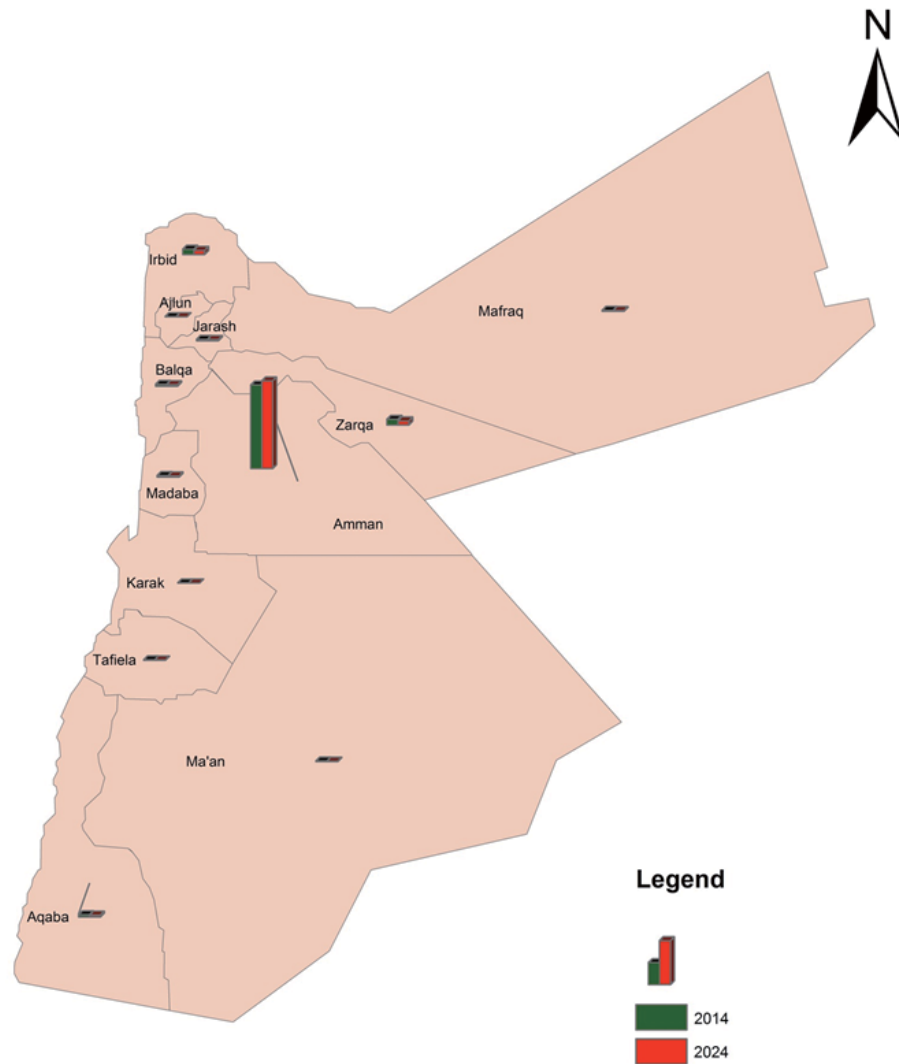 N
Irbid
Mafraq
Ajlun
Jarash
Balqa
Zarqa
Madaba
Amman
Karak
Tafiela
Ma'an
Aqaba
Legend
2014
2024